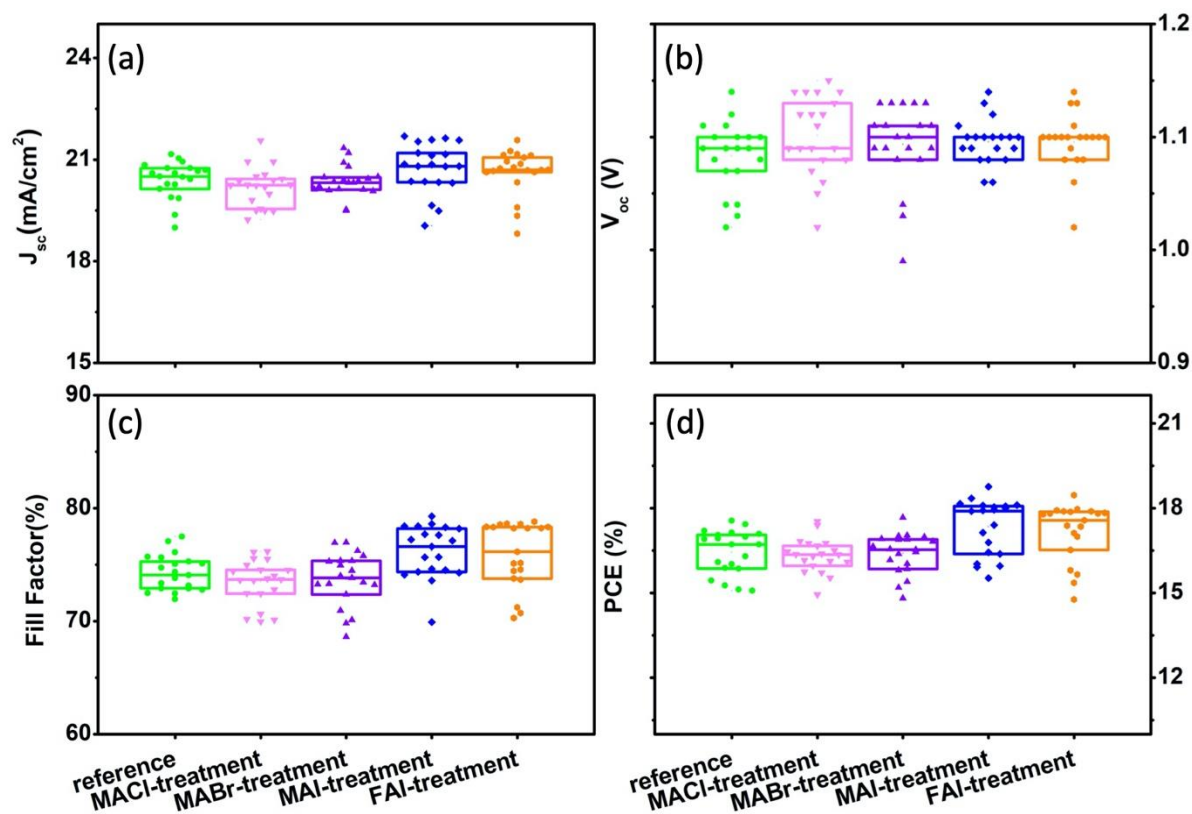 (a)
24
21
18
15
Jsc(mA/cm2)
(b)
1.2
1.1
1.0
0.9
Voc (V)
(c)
90
80
70
60
Fill Factor(%)
reference
MACl-treatment
MABr-treatment
MAI-treatment
FAI-treatment
(d)
21
18
15
12
PCE (%)
reference
MACl-treatment
MABr-treatment
MAI-treatment
FAI-treatment